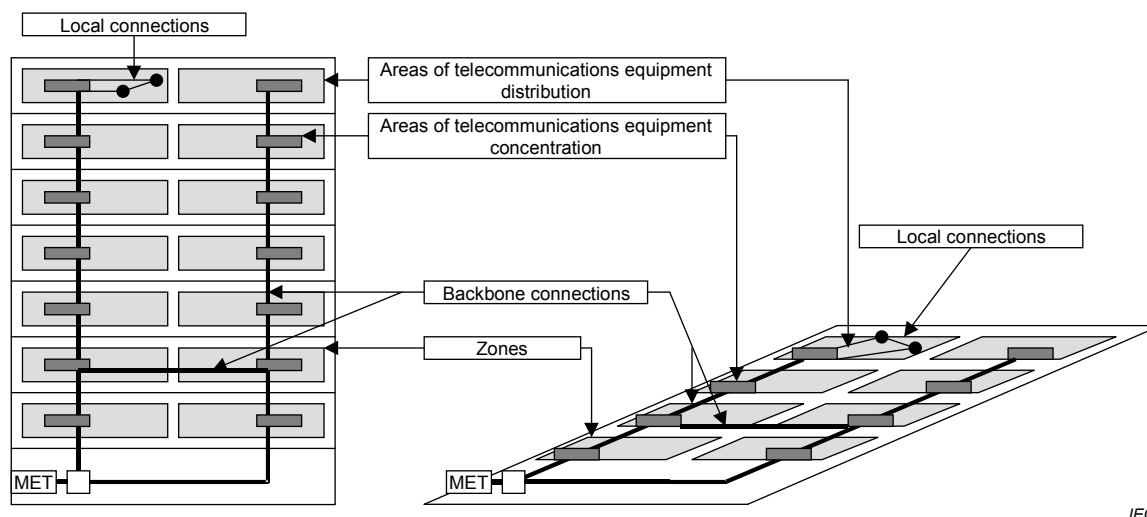 Local connections
Areas of telecommunications equipment
distribution
Areas of telecommunications equipment
concentration
Local connections
Backbone connections
Zones
MET
MET